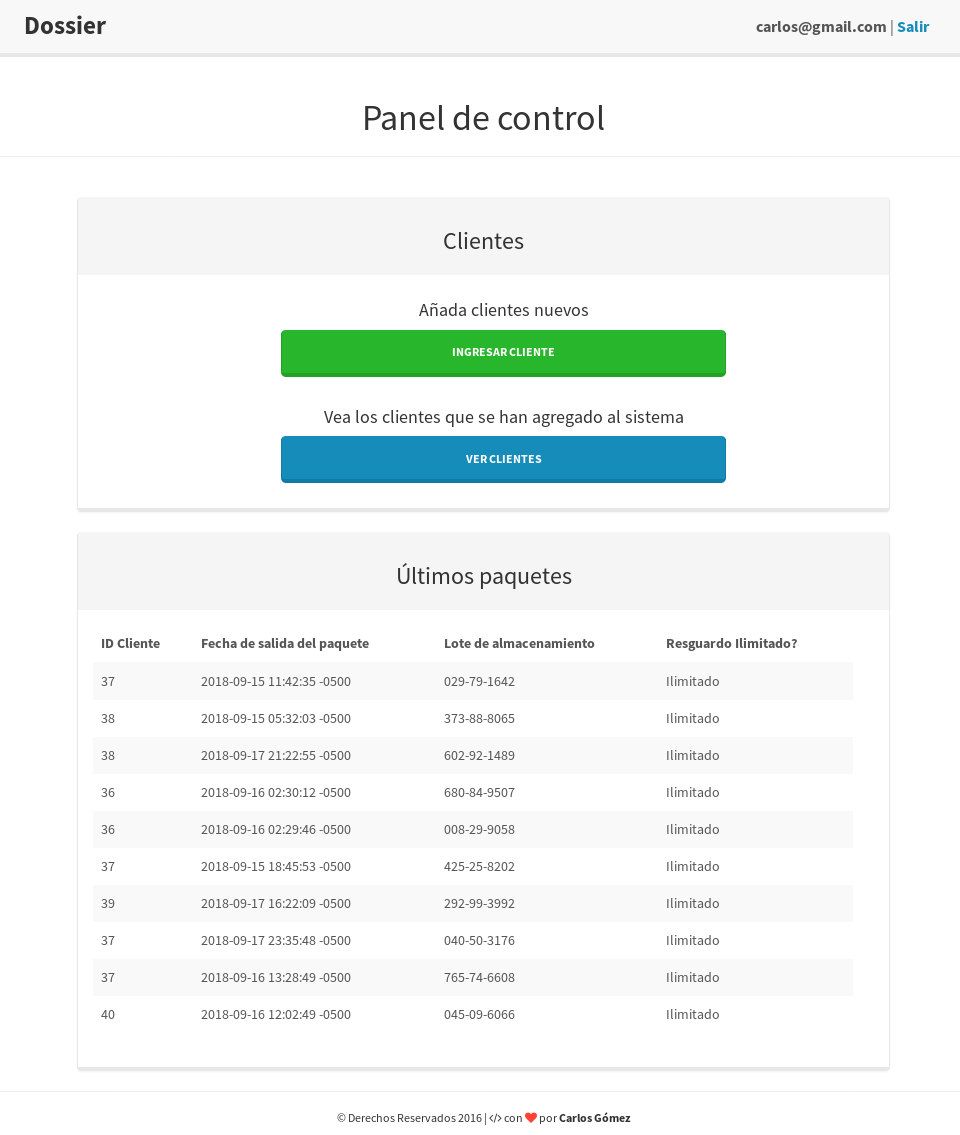 Dossier
carlos@gmail.com | Salir
Panel de control
Clientes
Añada clientes nuevos
INGRESAR CLIENTE
Vea los clientes que se han agregado al sistema
VER CLIENTES
Últimos paquetes
ID Cliente Fecha de salida del paquete Lote de almacenamiento Resguardo Ilimitado?
37 2018-09-15 11:42:35 -0500 029-79-1642 Ilimitado
38 2018-09-15 05:32:03 -0500 373-88-8065 Ilimitado
38 2018-09-17 21:22:55 -0500 602-92-1489 Ilimitado
36 2018-09-16 02:30:12 -0500 680-84-9507 Ilimitado
36 2018-09-16 02:29:46 -0500 008-29-9058 Ilimitado
37 2018-09-15 18:45:53 -0500 425-25-8202 Ilimitado
39 2018-09-17 16:22:09 -0500 292-99-3992 Ilimitado
37 2018-09-17 23:35:48 -0500 040-50-3176 Ilimitado
37 2018-09-16 13:28:49 -0500 765-74-6608 Ilimitado
40 2018-09-16 12:02:49 -0500 045-09-6066 Ilimitado
© Derechos Reservados 2016 | </> con ❤ por Carlos Gómez